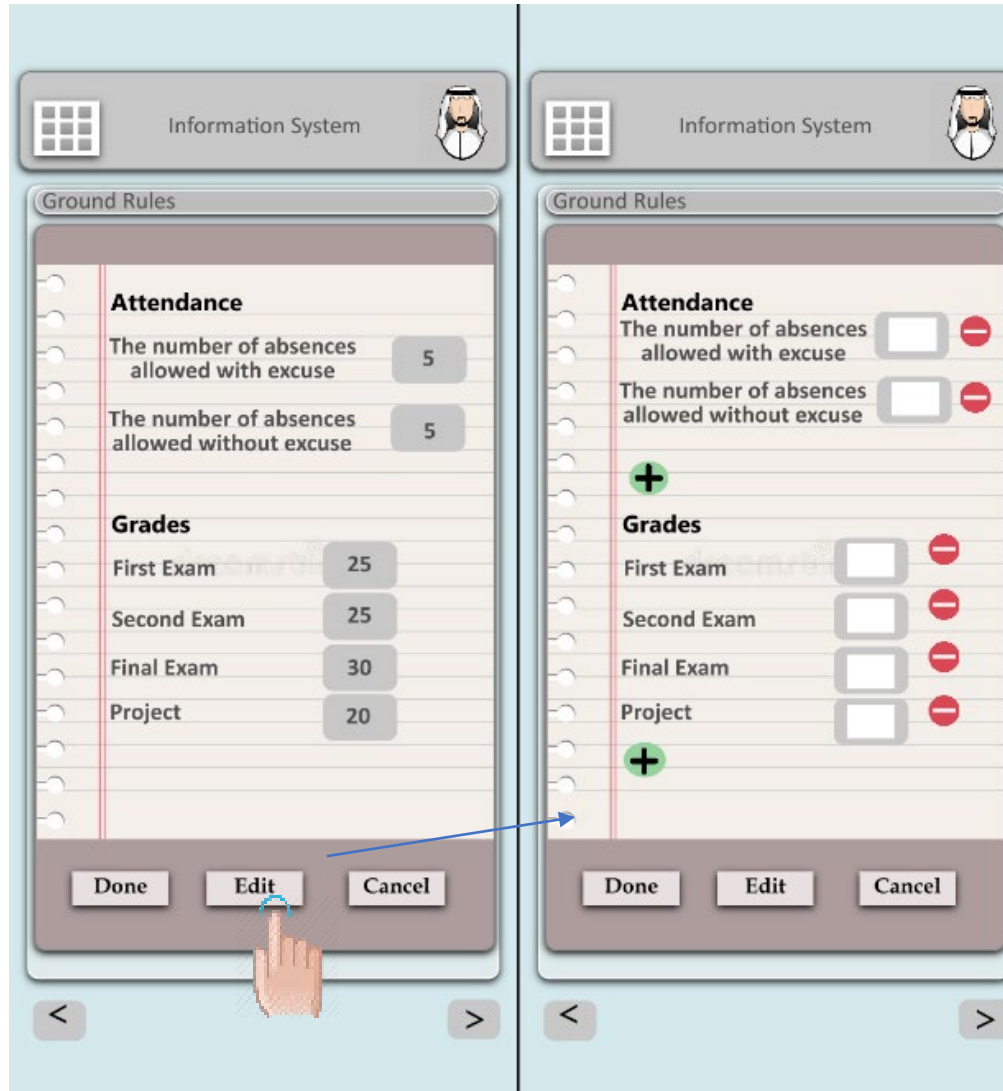 Information System
Ground Rules
Attendance
The number of absences
allowed with excuse
5
The number of absences
allowed without excuse
5
Grades
First Exam
25
Second Exam
25
Final Exam
30
Project
20
Done
Edit
Cancel
<
>
Information System
Ground Rules
Attendance
The number of absences
allowed with excuse
The number of absences
allowed without excuse
Grades
First Exam
Second Exam
Final Exam
Project
Done
Edit
Cancel
<
>